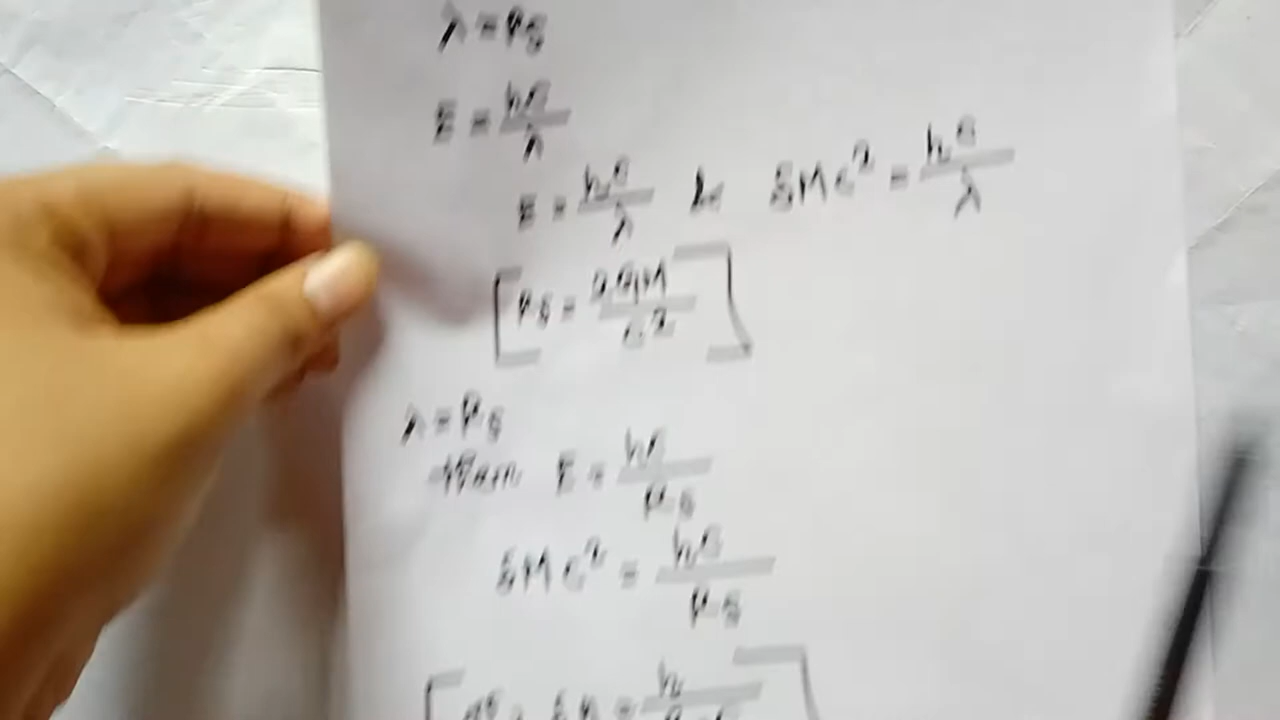 λ = Rs
E = hc/λ
E = hc/λ  δMc² = hc/λ
[Rs = 2GM/c²]
λ = Rs
then E = hc/Rs
δMc² = hc/Rs